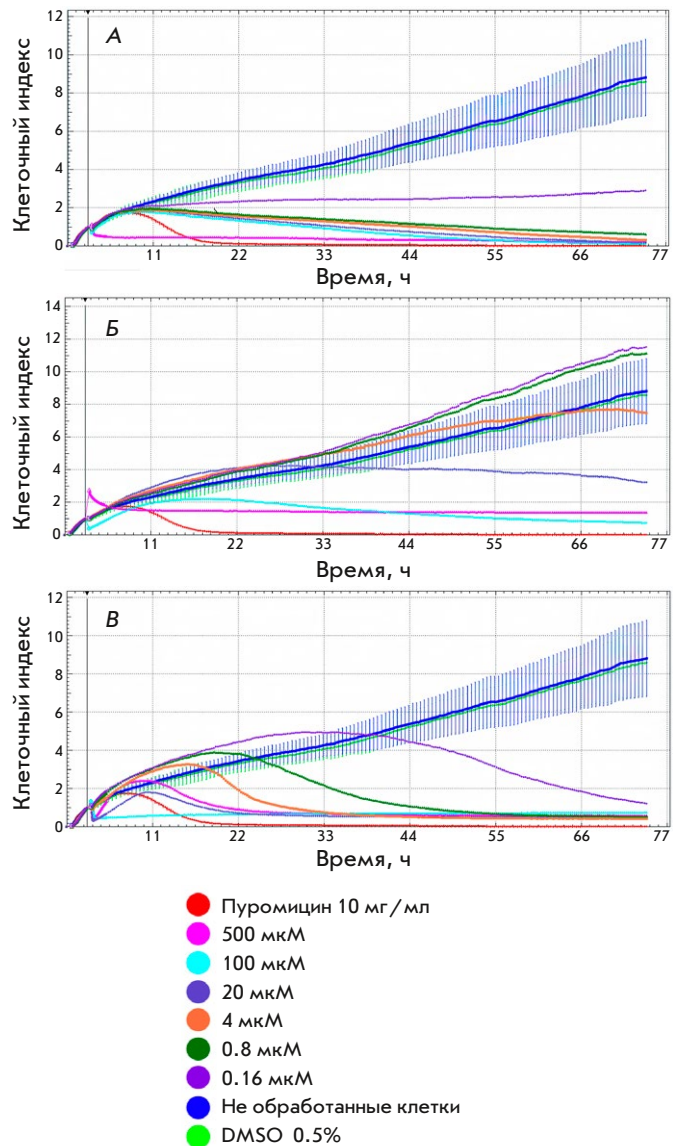 А
12
10
8
6
4
2
0
Клеточный индекс
11 22 33 44 55 66 77
Время, ч
Б
14
12
10
8
6
4
2
0
Клеточный индекс
11 22 33 44 55 66 77
Время, ч
В
12
10
8
6
4
2
0
Клеточный индекс
11 22 33 44 55 66 77
Время, ч
Пуромицин 10 мг/мл
500 мкМ
100 мкМ
20 мкМ
4 мкМ
0.8 мкМ
0.16 мкМ
Не обработанные клетки
DMSO 0.5%